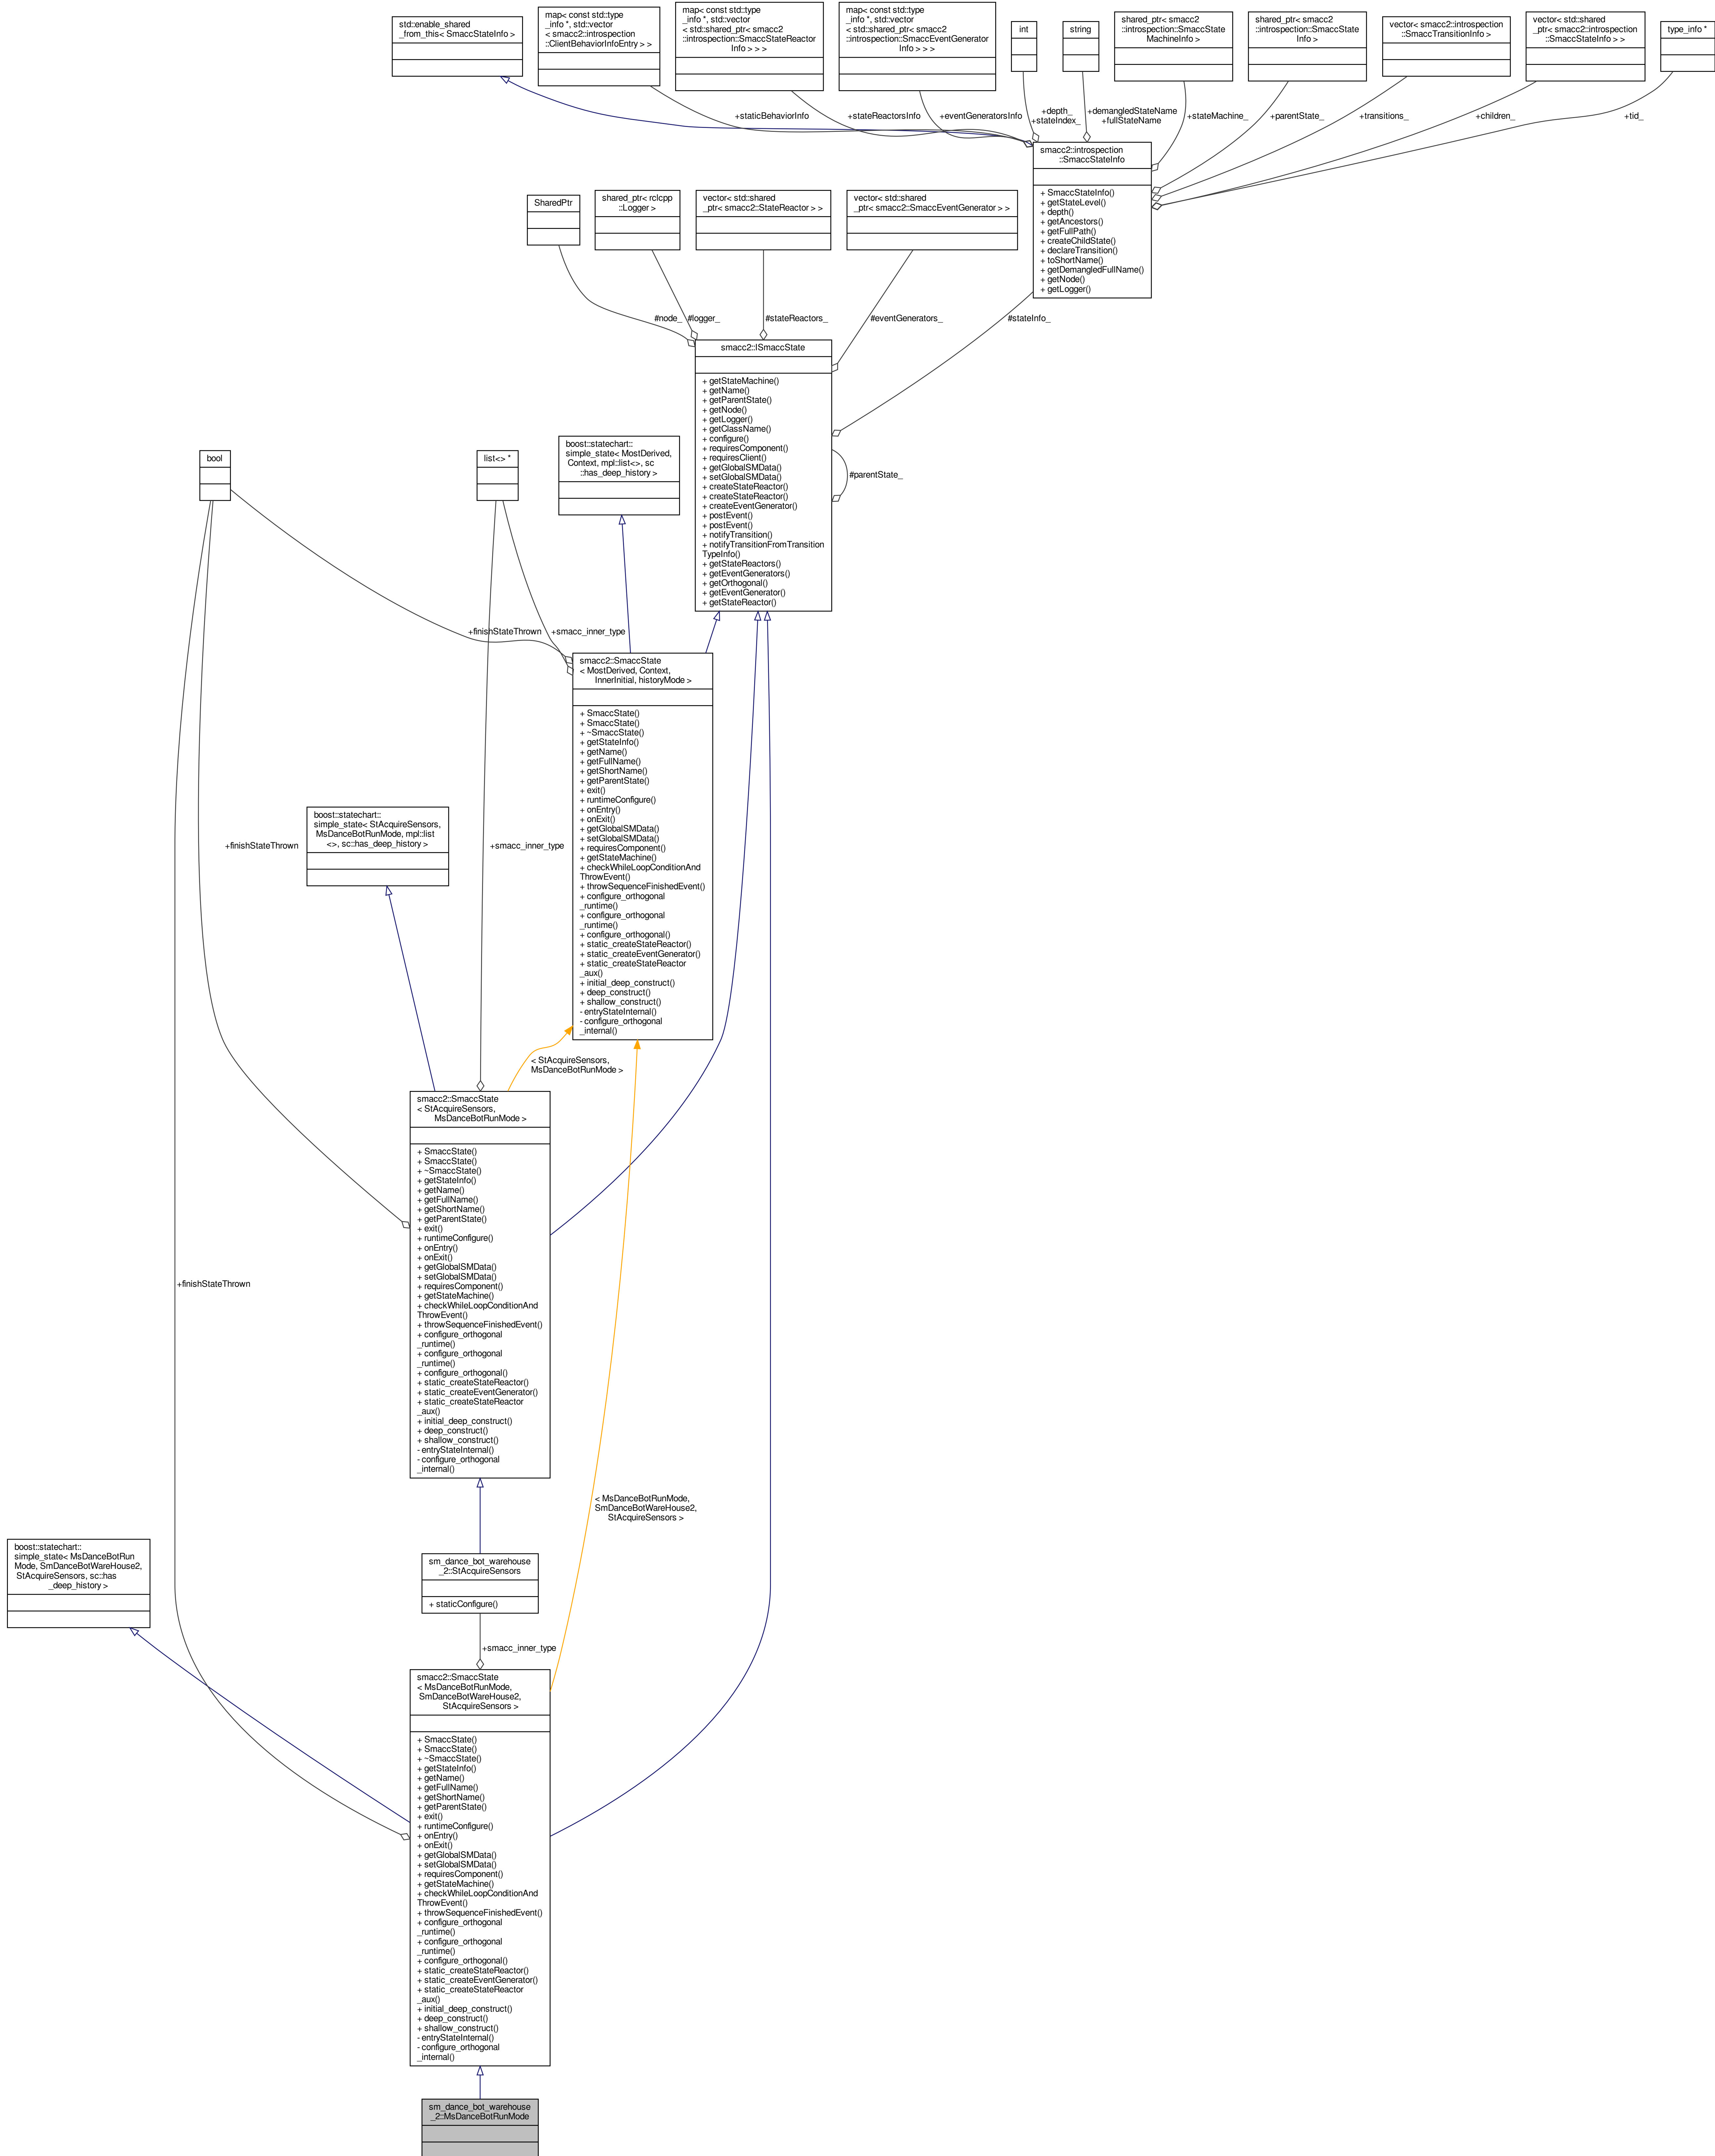 std::enable_shared
_from_this< SmaccStateInfo >
map< const std::type
_info *, std::vector
< smacc2::introspection
::ClientBehaviorInfoEntry > >
map< const std::type
_info *, std::vector
< std::shared_ptr< smacc2
::introspection::SmaccStateReactor
Info > > >
map< const std::type
_info *, std::vector
< std::shared_ptr< smacc2
::introspection::SmaccEventGenerator
Info > > >
int
string
shared_ptr< smacc2
::introspection::SmaccState
MachineInfo >
shared_ptr< smacc2
::introspection::SmaccState
Info >
vector< smacc2::introspection
::SmaccTransitionInfo >
vector< std::shared
_ptr< smacc2::introspection
::SmaccStateInfo > >
type_info *
+staticBehaviorInfo
+stateReactorsInfo
+eventGeneratorsInfo
+depth_
+stateIndex_
+demangledStateName
+fullStateName
+stateMachine_
+parentState_
+transitions_
+children_
+tid_
smacc2::introspection
::SmaccStateInfo
+ SmaccStateInfo()
+ getStateLevel()
+ depth()
+ getAncestors()
+ getFullPath()
+ createChildState()
+ declareTransition()
+ toShortName()
+ getDemangledFullName()
+ getNode()
+ getLogger()
SharedPtr
shared_ptr< rclcpp
::Logger >
vector< std::shared
_ptr< smacc2::StateReactor > >
vector< std::shared
_ptr< smacc2::SmaccEventGenerator > >
#node_
#logger_
#stateReactors_
#eventGenerators_
#stateInfo_
smacc2::ISmaccState
+ getStateMachine()
+ getName()
+ getParentState()
+ getNode()
+ getLogger()
+ getClassName()
+ configure()
+ requiresComponent()
+ requiresClient()
+ getGlobalSMData()
+ setGlobalSMData()
+ createStateReactor()
+ createStateReactor()
+ createEventGenerator()
+ postEvent()
+ postEvent()
+ notifyTransition()
+ notifyTransitionFromTransition
TypeInfo()
+ getStateReactors()
+ getEventGenerators()
+ getOrthogonal()
+ getEventGenerator()
+ getStateReactor()
#parentState_
bool
list<> *
boost::statechart::
simple_state< MostDerived,
Context, mpl::list<>, sc
::has_deep_history >
+finishStateThrown
+smacc_inner_type
smacc2::SmaccState
< MostDerived, Context,
InnerInitial, historyMode >
+ SmaccState()
+ SmaccState()
+ ~SmaccState()
+ getStateInfo()
+ getName()
+ getFullName()
+ getShortName()
+ getParentState()
+ exit()
+ runtimeConfigure()
+ onEntry()
+ onExit()
+ getGlobalSMData()
+ setGlobalSMData()
+ requiresComponent()
+ getStateMachine()
+ checkWhileLoopConditionAnd
ThrowEvent()
+ throwSequenceFinishedEvent()
+ configure_orthogonal
_runtime()
+ configure_orthogonal
_runtime()
+ configure_orthogonal()
+ static_createStateReactor()
+ static_createEventGenerator()
+ static_createStateReactor
_aux()
+ initial_deep_construct()
+ deep_construct()
+ shallow_construct()
- entryStateInternal()
- configure_orthogonal
_internal()
boost::statechart::
simple_state< StAcquireSensors,
MsDanceBotRunMode, mpl::list
<>, sc::has_deep_history >
+finishStateThrown
+smacc_inner_type
< StAcquireSensors,
MsDanceBotRunMode >
smacc2::SmaccState
< StAcquireSensors,
MsDanceBotRunMode >
+ SmaccState()
+ SmaccState()
+ ~SmaccState()
+ getStateInfo()
+ getName()
+ getFullName()
+ getShortName()
+ getParentState()
+ exit()
+ runtimeConfigure()
+ onEntry()
+ onExit()
+ getGlobalSMData()
+ setGlobalSMData()
+ requiresComponent()
+ getStateMachine()
+ checkWhileLoopConditionAnd
ThrowEvent()
+ throwSequenceFinishedEvent()
+ configure_orthogonal
_runtime()
+ configure_orthogonal
_runtime()
+ configure_orthogonal()
+ static_createStateReactor()
+ static_createEventGenerator()
+ static_createStateReactor
_aux()
+ initial_deep_construct()
+ deep_construct()
+ shallow_construct()
- entryStateInternal()
- configure_orthogonal
_internal()
+finishStateThrown
< MsDanceBotRunMode,
SmDanceBotWareHouse2,
StAcquireSensors >
boost::statechart::
simple_state< MsDanceBotRun
Mode, SmDanceBotWareHouse2,
StAcquireSensors, sc::has
_deep_history >
sm_dance_bot_warehouse
_2::StAcquireSensors
+ staticConfigure()
+smacc_inner_type
smacc2::SmaccState
< MsDanceBotRunMode,
SmDanceBotWareHouse2,
StAcquireSensors >
+ SmaccState()
+ SmaccState()
+ ~SmaccState()
+ getStateInfo()
+ getName()
+ getFullName()
+ getShortName()
+ getParentState()
+ exit()
+ runtimeConfigure()
+ onEntry()
+ onExit()
+ getGlobalSMData()
+ setGlobalSMData()
+ requiresComponent()
+ getStateMachine()
+ checkWhileLoopConditionAnd
ThrowEvent()
+ throwSequenceFinishedEvent()
+ configure_orthogonal
_runtime()
+ configure_orthogonal
_runtime()
+ configure_orthogonal()
+ static_createStateReactor()
+ static_createEventGenerator()
+ static_createStateReactor
_aux()
+ initial_deep_construct()
+ deep_construct()
+ shallow_construct()
- entryStateInternal()
- configure_orthogonal
_internal()
sm_dance_bot_warehouse
_2::MsDanceBotRunMode